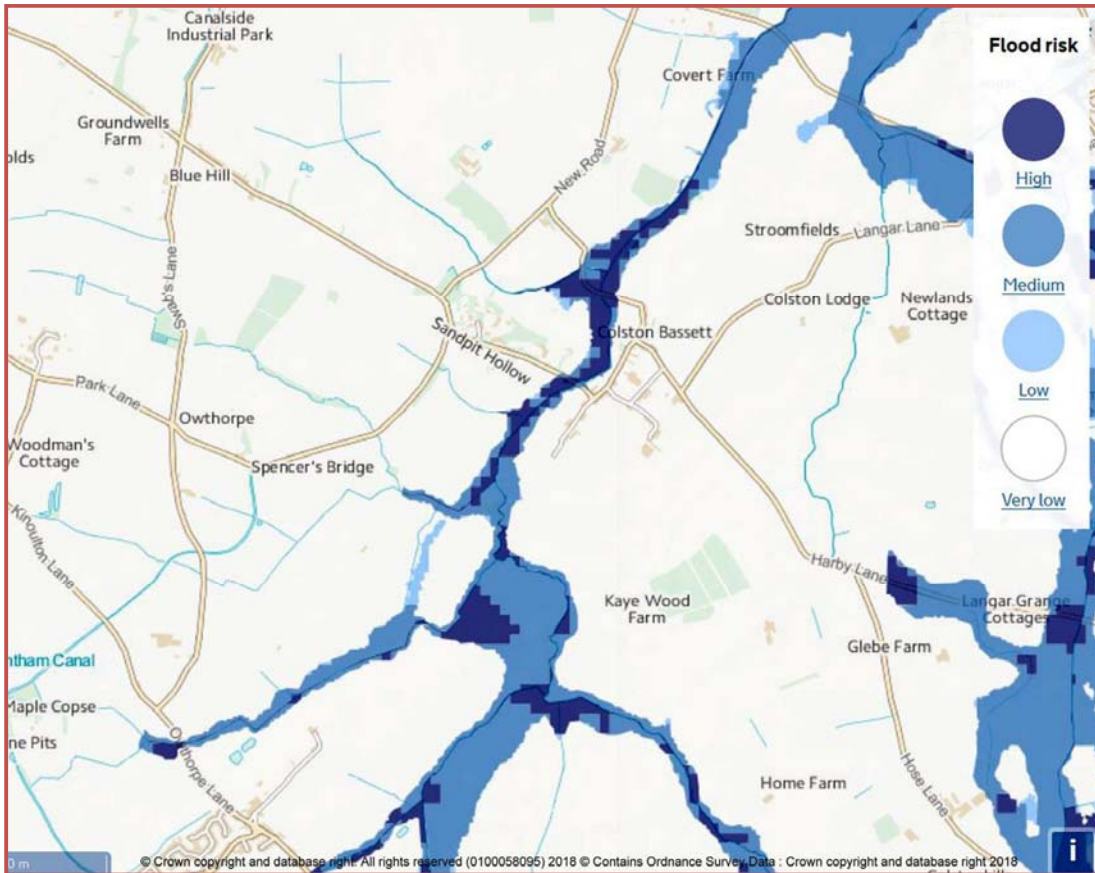 Canalside
Industrial Park
Covert Farm
Flood risk
High
Medium
Low
Very low
Groundwells
Farm
olds
Blue Hill
New Road
Swab's Lane
Stroomfields
Langar Lane
Colston Lodge
Newlands
Cottage
Sandpit Hollow
Colston Bassett
Park Lane
Owthorpe
Woodman's
Cottage
Spencer's Bridge
Kinoulton Lane
Harby Lane
Kaye Wood
Farm
Langar Grange
Cottages
Glebe Farm
ntham Canal
Maple Copse
ne Pits
Owthorpe Lane
Home Farm
Hose Lane
0 m
© Crown copyright and database right. All rights reserved (0100058095) 2018 © Contains Ordnance Survey Data : Crown copyright and database right 2018
i